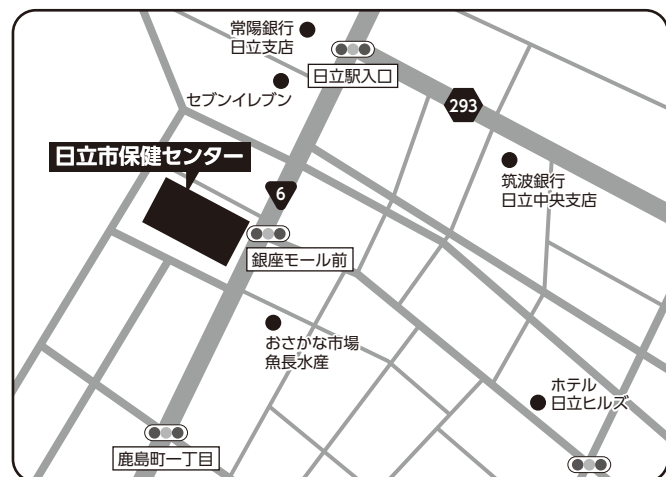 常陽銀行
日立支店
日立駅入口
セブンイレブン
293
日立市保健センター
筑波銀行
日立中央支店
6
銀座モール前
おさかな市場
魚長水産
ホテル
日立ヒルズ
鹿島町一丁目